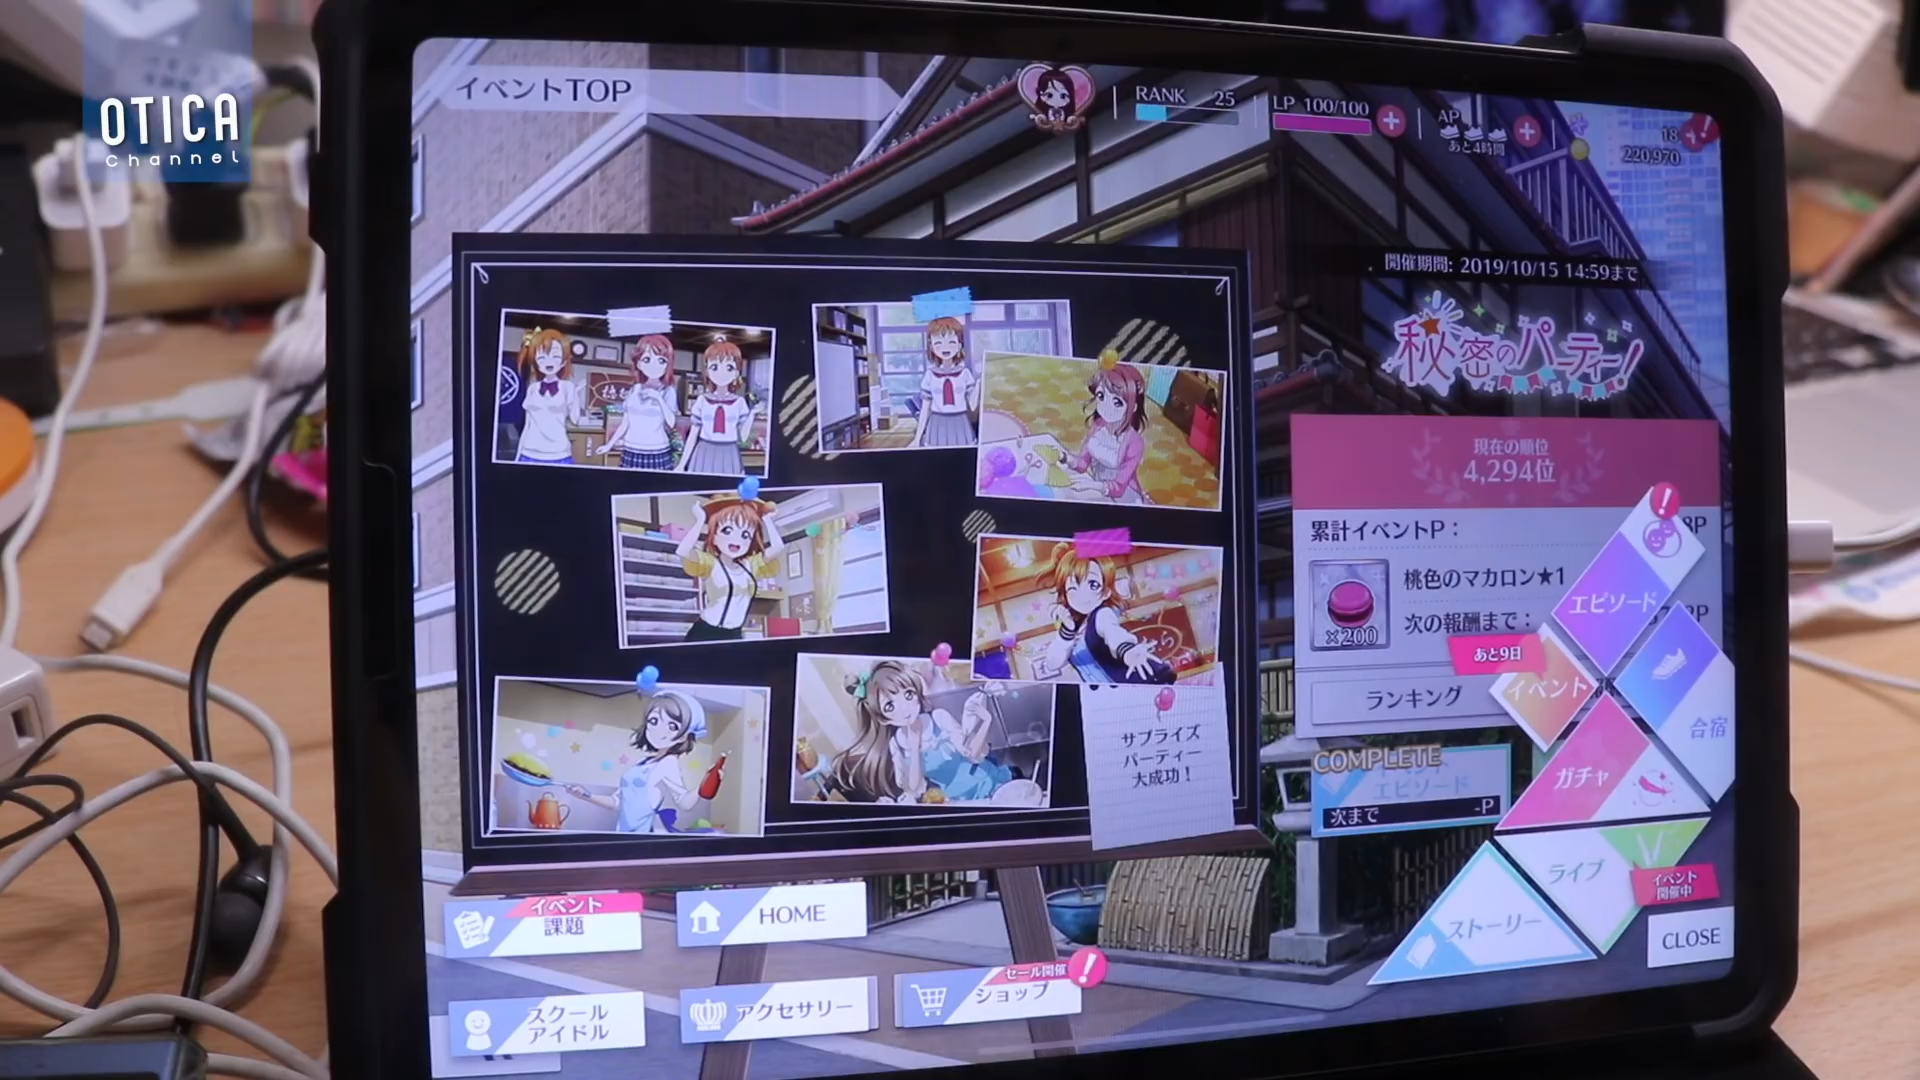 OTICA
Channel
イベントTOP
RANK 25
LP 100/100
AP
あと4時間
18
220,970
開催期間: 2019/10/15 14:59まで
秘密のパーティー!
現在の順位
4,294位
累計イベントP:
桃色のマカロン★1
×200
次の報酬まで:
あと9日
ランキング
エピソード
イベント
合宿
ガチャ
COMPLETE
エピソード
次まで -P
サプライズ
パーティー
大成功!
ライブ
イベント
開催中
ストーリー
CLOSE
イベント
課題
HOME
スクール
アイドル
アクセサリー
セール開催
ショップ